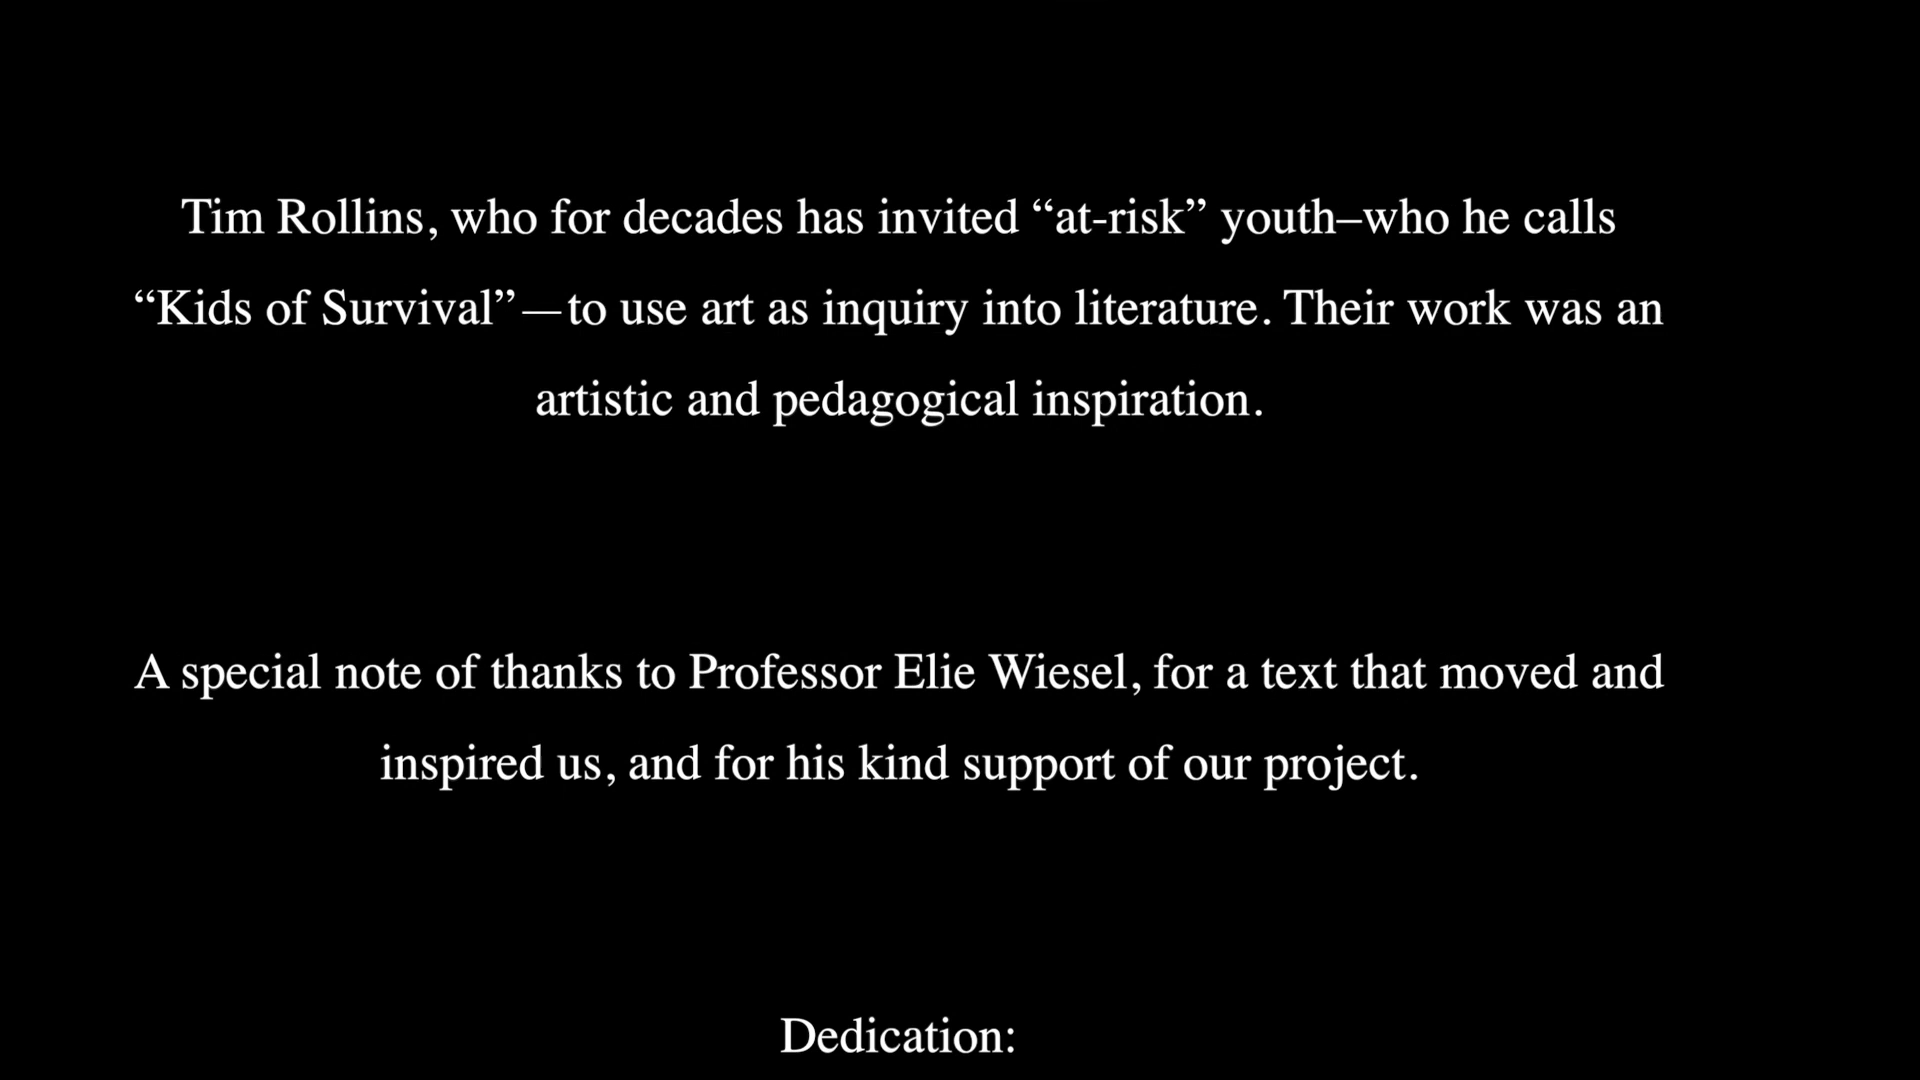 Tim Rollins, who for decades has invited “at-risk” youth–who he calls
“Kids of Survival”—to use art as inquiry into literature. Their work was an
artistic and pedagogical inspiration.
A special note of thanks to Professor Elie Wiesel, for a text that moved and
inspired us, and for his kind support of our project.
Dedication: